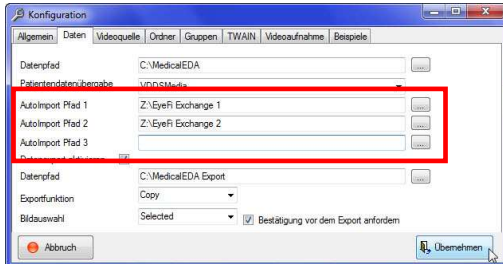 Konfiguration
Allgemein Daten Videoquelle Ordner Gruppen TWAIN Videoaufnahme Beispiele
Datenpfad C:\MedicalEDA ...
Patientendatenübergabe VDDSMedia
AutoImport Pfad 1 Z:\EyeFi Exchange 1 ...
AutoImport Pfad 2 Z:\EyeFi Exchange 2 ...
AutoImport Pfad 3 ...
Datenexport aktivieren
Datenpfad C:\MedicalEDA Export ...
Exportfunktion Copy
Bildauswahl Selected Bestätigung vor dem Export anfordern
Abbruch Übernehmen